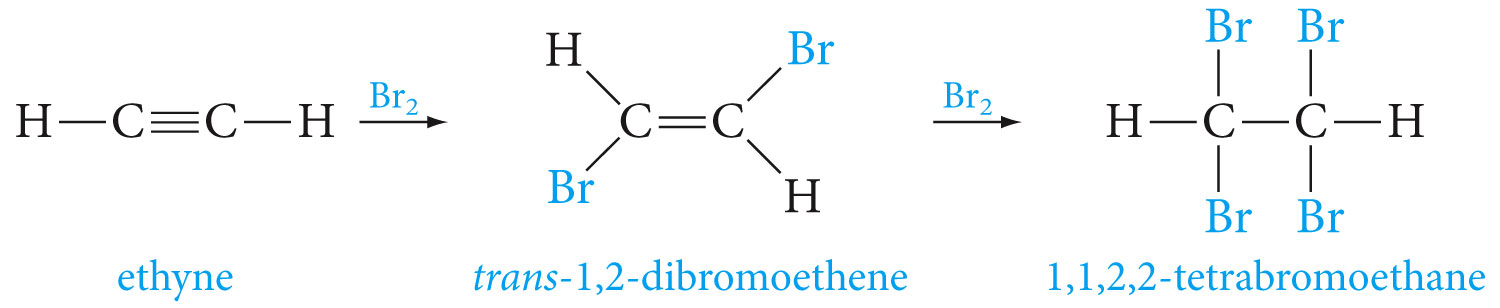 H Br Br Br
H—C≡C—H Br₂ C=C Br₂ H—C—C—H
Br H Br Br
ethyne trans-1,2-dibromoethene 1,1,2,2-tetrabromoethane